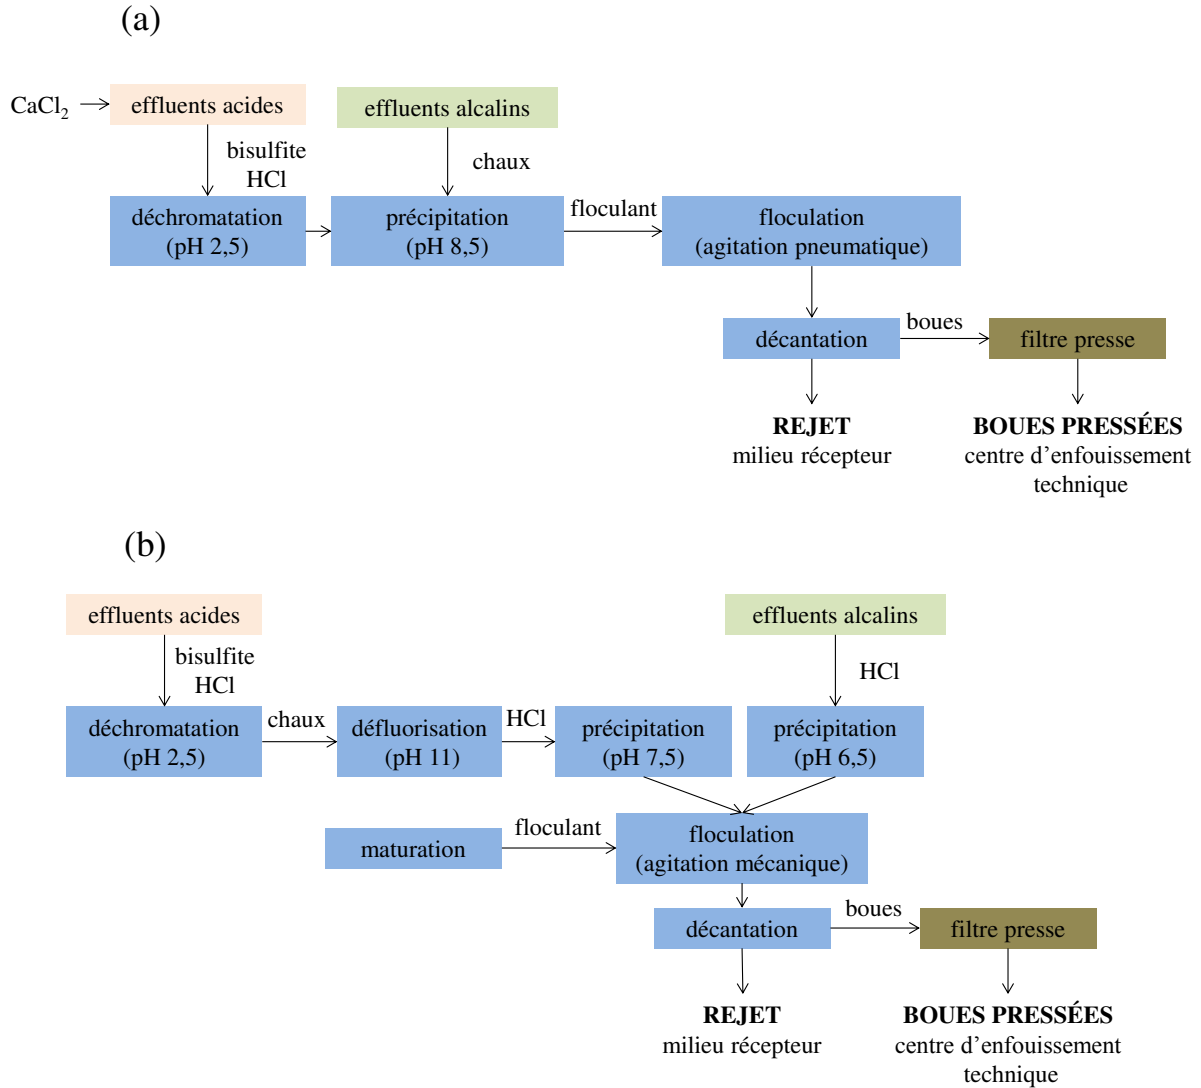 (a)
CaCl2
effluents acides
effluents alcalins
bisulfite
HCl
chaux
déchromatation
(pH 2,5)
précipitation
(pH 8,5)
floculant
floculation
(agitation pneumatique)
décantation
boues
filtre presse
REJET
milieu récepteur
BOUES PRESSÉES
centre d'enfouissement
technique
(b)
effluents acides
effluents alcalins
bisulfite
HCl
HCl
déchromatation
(pH 2,5)
chaux
défluorisation
(pH 11)
HCl
précipitation
(pH 7,5)
précipitation
(pH 6,5)
maturation
floculant
floculation
(agitation mécanique)
décantation
boues
filtre presse
REJET
milieu récepteur
BOUES PRESSÉES
centre d'enfouissement
technique